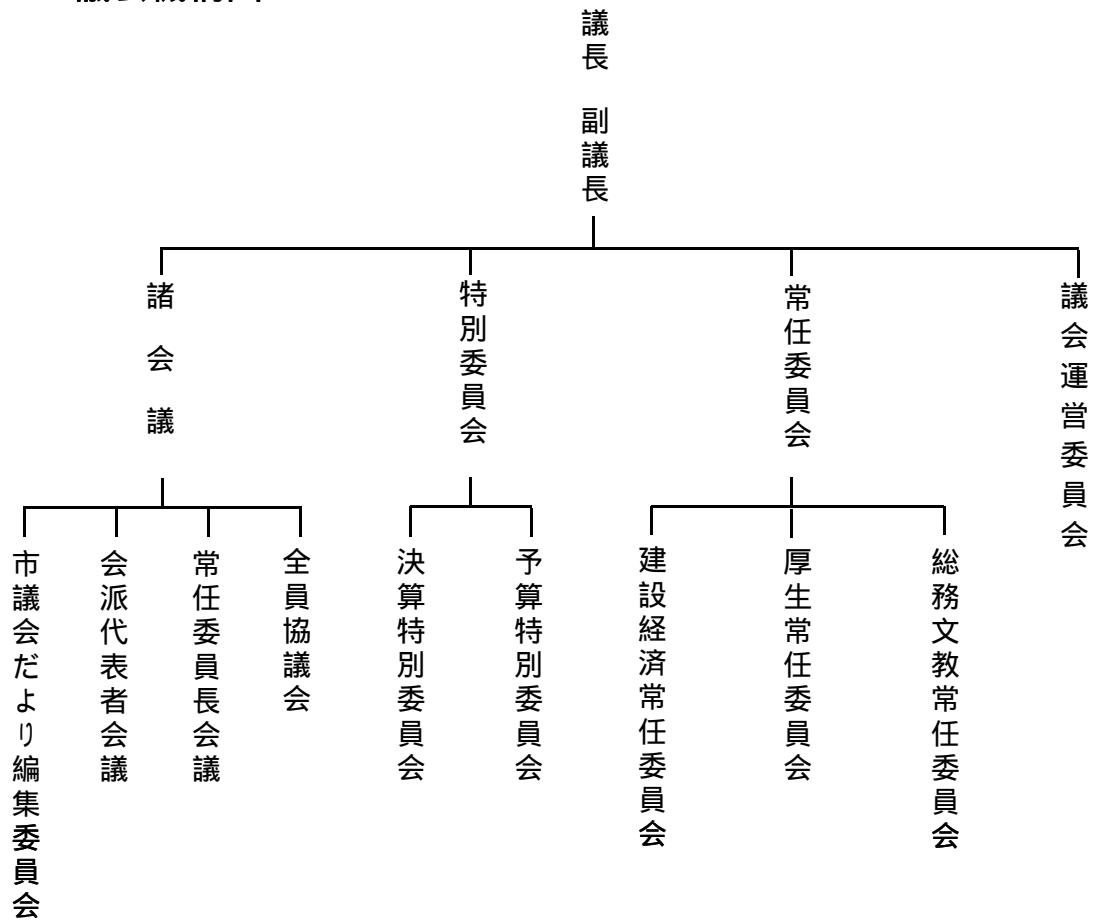 議長 副議長
議会運営委員会
常任委員会
特別委員会
諸会議
総務文教常任委員会
厚生常任委員会
建設経済常任委員会
予算特別委員会
決算特別委員会
全員協議会
常任委員長会議
会派代表者会議
市議会だより編集委員会